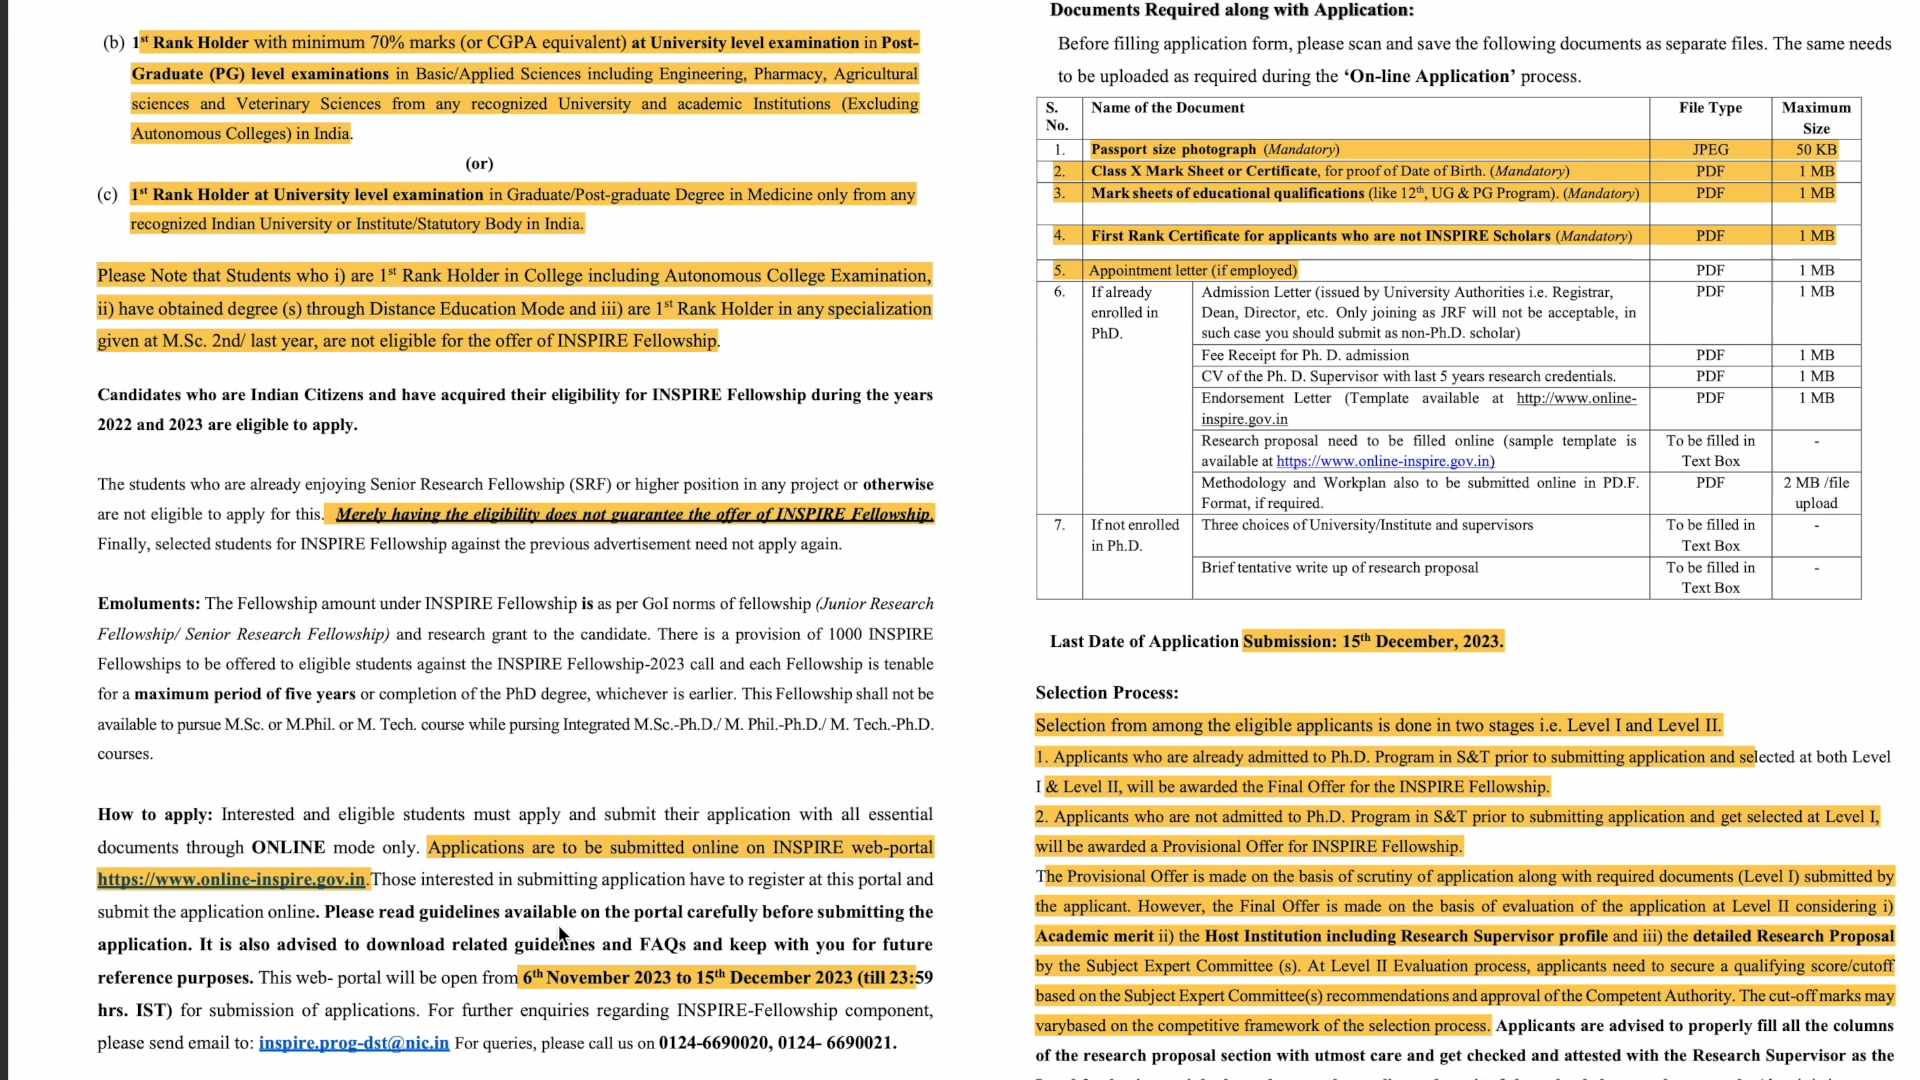 (b) 1st Rank Holder with minimum 70% marks (or CGPA equivalent) at University level examination in Post-
Graduate (PG) level examinations in Basic/Applied Sciences including Engineering, Pharmacy, Agricultural
sciences and Veterinary Sciences from any recognized University and academic Institutions (Excluding
Autonomous Colleges) in India.
(or)
(c) 1st Rank Holder at University level examination in Graduate/Post-graduate Degree in Medicine only from any
recognized Indian University or Institute/Statutory Body in India.
Please Note that Students who i) are 1st Rank Holder in College including Autonomous College Examination,
ii) have obtained degree (s) through Distance Education Mode and iii) are 1st Rank Holder in any specialization
given at M.Sc. 2nd/ last year, are not eligible for the offer of INSPIRE Fellowship.
Candidates who are Indian Citizens and have acquired their eligibility for INSPIRE Fellowship during the years
2022 and 2023 are eligible to apply.
The students who are already enjoying Senior Research Fellowship (SRF) or higher position in any project or otherwise
are not eligible to apply for this. Merely having the eligibility does not guarantee the offer of INSPIRE Fellowship.
Finally, selected students for INSPIRE Fellowship against the previous advertisement need not apply again.
Emoluments: The Fellowship amount under INSPIRE Fellowship is as per GoI norms of fellowship (Junior Research
Fellowship/ Senior Research Fellowship) and research grant to the candidate. There is a provision of 1000 INSPIRE
Fellowships to be offered to eligible students against the INSPIRE Fellowship-2023 call and each Fellowship is tenable
for a maximum period of five years or completion of the PhD degree, whichever is earlier. This Fellowship shall not be
available to pursue M.Sc. or M.Phil. or M. Tech. course while pursing Integrated M.Sc.-Ph.D./ M. Phil.-Ph.D./ M. Tech.-Ph.D.
courses.
How to apply: Interested and eligible students must apply and submit their application with all essential
documents through ONLINE mode only. Applications are to be submitted online on INSPIRE web-portal
https://www.online-inspire.gov.in.Those interested in submitting application have to register at this portal and
submit the application online. Please read guidelines available on the portal carefully before submitting the
application. It is also advised to download related guidelines and FAQs and keep with you for future
reference purposes. This web- portal will be open from 6th November 2023 to 15th December 2023 (till 23:59
hrs. IST) for submission of applications. For further enquiries regarding INSPIRE-Fellowship component,
please send email to: inspire.prog-dst@nic.in For queries, please call us on 0124-6690020, 0124- 6690021.
Documents Required along with Application:
Before filling application form, please scan and save the following documents as separate files. The same needs
to be uploaded as required during the ‘On-line Application’ process.
S. No. Name of the Document File Type Maximum Size
1. Passport size photograph (Mandatory) JPEG 50 KB
2. Class X Mark Sheet or Certificate, for proof of Date of Birth. (Mandatory) PDF 1 MB
3. Mark sheets of educational qualifications (like 12th, UG & PG Program). (Mandatory) PDF 1 MB
4. First Rank Certificate for applicants who are not INSPIRE Scholars (Mandatory) PDF 1 MB
5. Appointment letter (if employed) PDF 1 MB
6. If already enrolled in PhD.
Admission Letter (issued by University Authorities i.e. Registrar, PDF 1 MB
Dean, Director, etc. Only joining as JRF will not be acceptable, in
such case you should submit as non-Ph.D. scholar)
Fee Receipt for Ph. D. admission PDF 1 MB
CV of the Ph. D. Supervisor with last 5 years research credentials. PDF 1 MB
Endorsement Letter (Template available at http://www.online- PDF 1 MB
inspire.gov.in
Research proposal need to be filled online (sample template is To be filled in -
available at https://www.online-inspire.gov.in) Text Box
Methodology and Workplan also to be submitted online in PD.F. PDF 2 MB /file
Format, if required. upload
7. If not enrolled Three choices of University/Institute and supervisors To be filled in -
in Ph.D. Text Box
Brief tentative write up of research proposal To be filled in -
Text Box
Last Date of Application Submission: 15th December, 2023.
Selection Process:
Selection from among the eligible applicants is done in two stages i.e. Level I and Level II.
1. Applicants who are already admitted to Ph.D. Program in S&T prior to submitting application and selected at both Level
I & Level II, will be awarded the Final Offer for the INSPIRE Fellowship.
2. Applicants who are not admitted to Ph.D. Program in S&T prior to submitting application and get selected at Level I,
will be awarded a Provisional Offer for INSPIRE Fellowship.
The Provisional Offer is made on the basis of scrutiny of application along with required documents (Level I) submitted by
the applicant. However, the Final Offer is made on the basis of evaluation of the application at Level II considering i)
Academic merit ii) the Host Institution including Research Supervisor profile and iii) the detailed Research Proposal
by the Subject Expert Committee (s). At Level II Evaluation process, applicants need to secure a qualifying score/cutoff
based on the Subject Expert Committee(s) recommendations and approval of the Competent Authority. The cut-off marks may
varybased on the competitive framework of the selection process. Applicants are advised to properly fill all the columns
of the research proposal section with utmost care and get checked and attested with the Research Supervisor as the